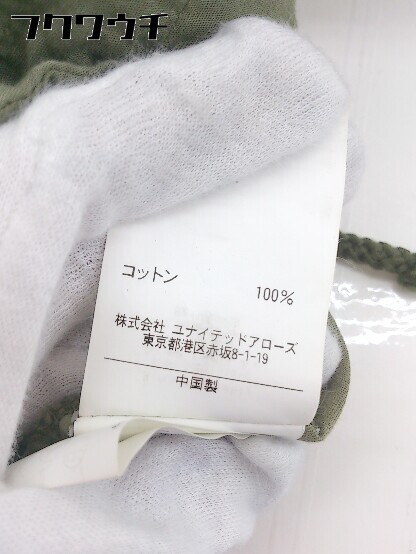 フクワウチ
コットン
100%
株式会社 ユナイテッドアローズ
東京都港区赤坂8-1-19
中国製